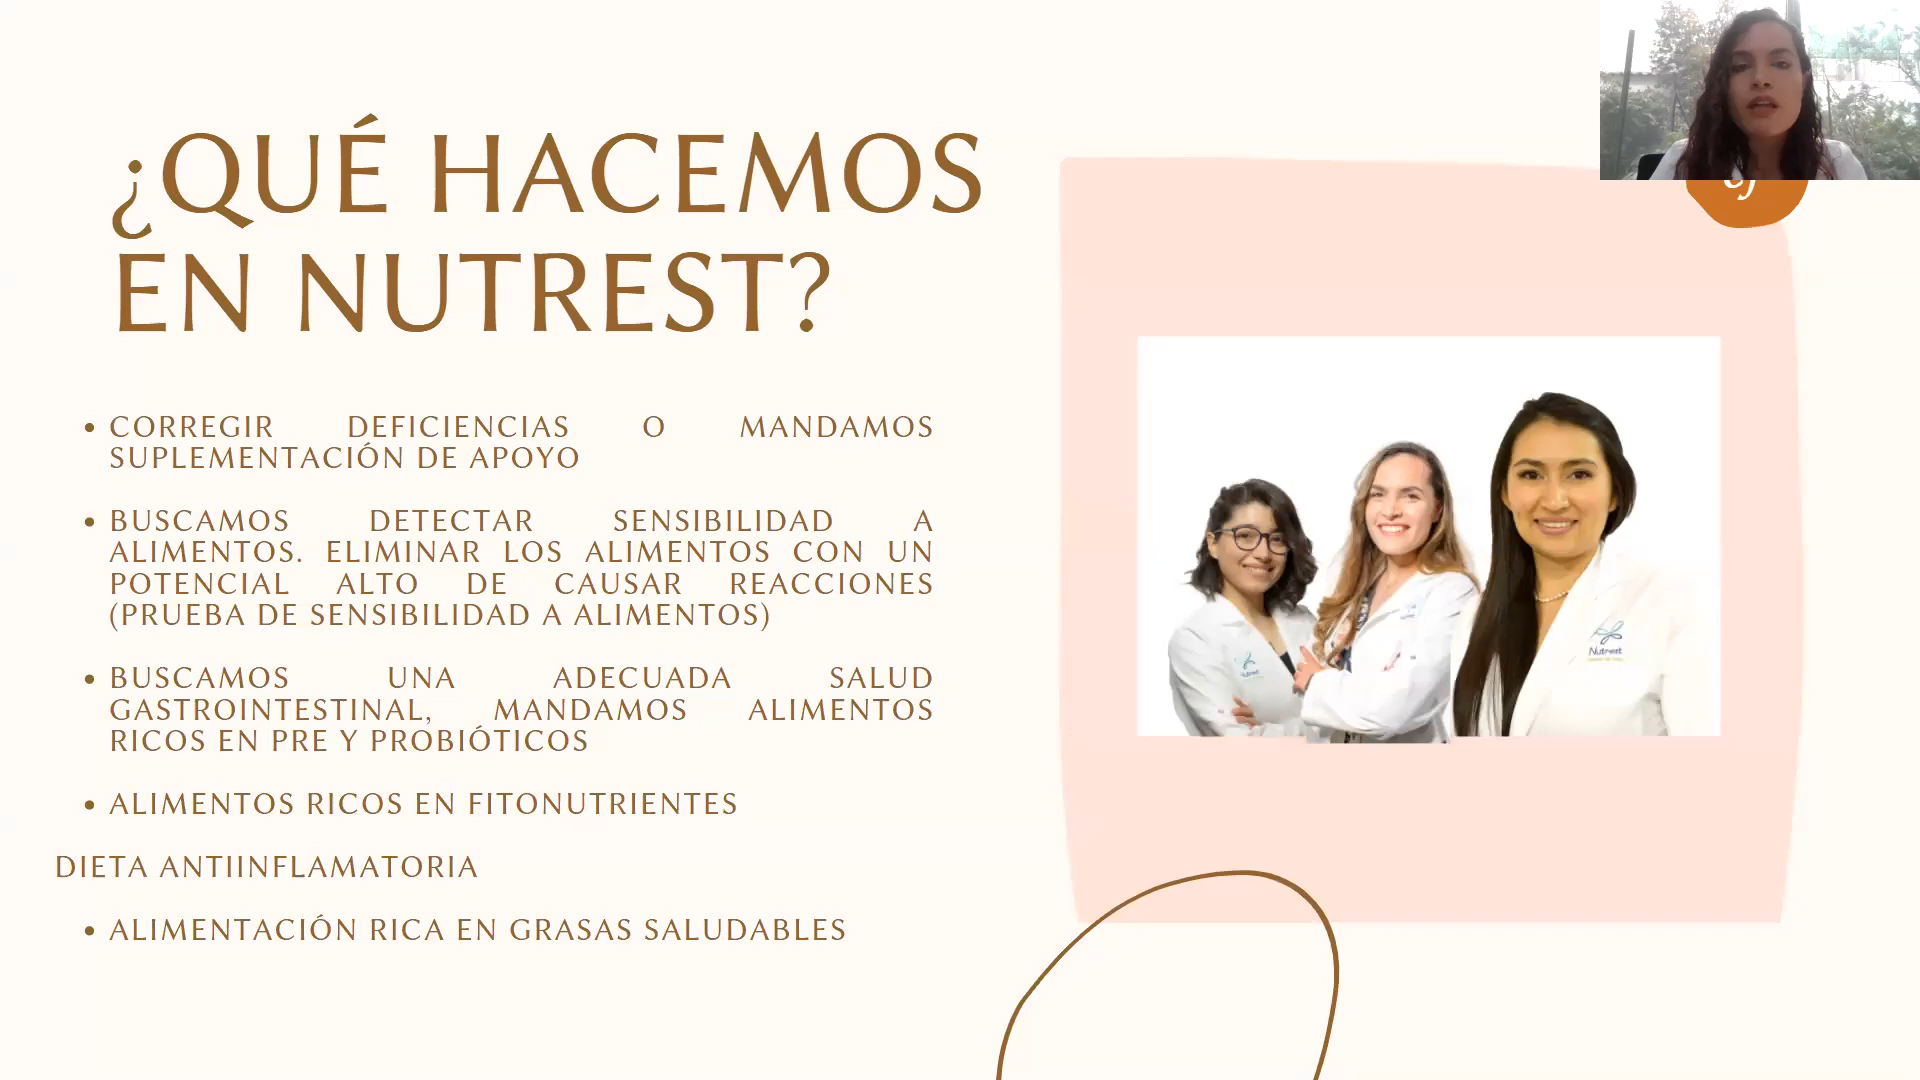 ¿QUÉ HACEMOS
EN NUTREST?
• CORREGIR DEFICIENCIAS O MANDAMOS
SUPLEMENTACIÓN DE APOYO
• BUSCAMOS DETECTAR SENSIBILIDAD A
ALIMENTOS. ELIMINAR LOS ALIMENTOS CON UN
POTENCIAL ALTO DE CAUSAR REACCIONES
(PRUEBA DE SENSIBILIDAD A ALIMENTOS)
• BUSCAMOS UNA ADECUADA SALUD
GASTROINTESTINAL, MANDAMOS ALIMENTOS
RICOS EN PRE Y PROBIÓTICOS
• ALIMENTOS RICOS EN FITONUTRIENTES
DIETA ANTIINFLAMATORIA
• ALIMENTACIÓN RICA EN GRASAS SALUDABLES
Nutrest